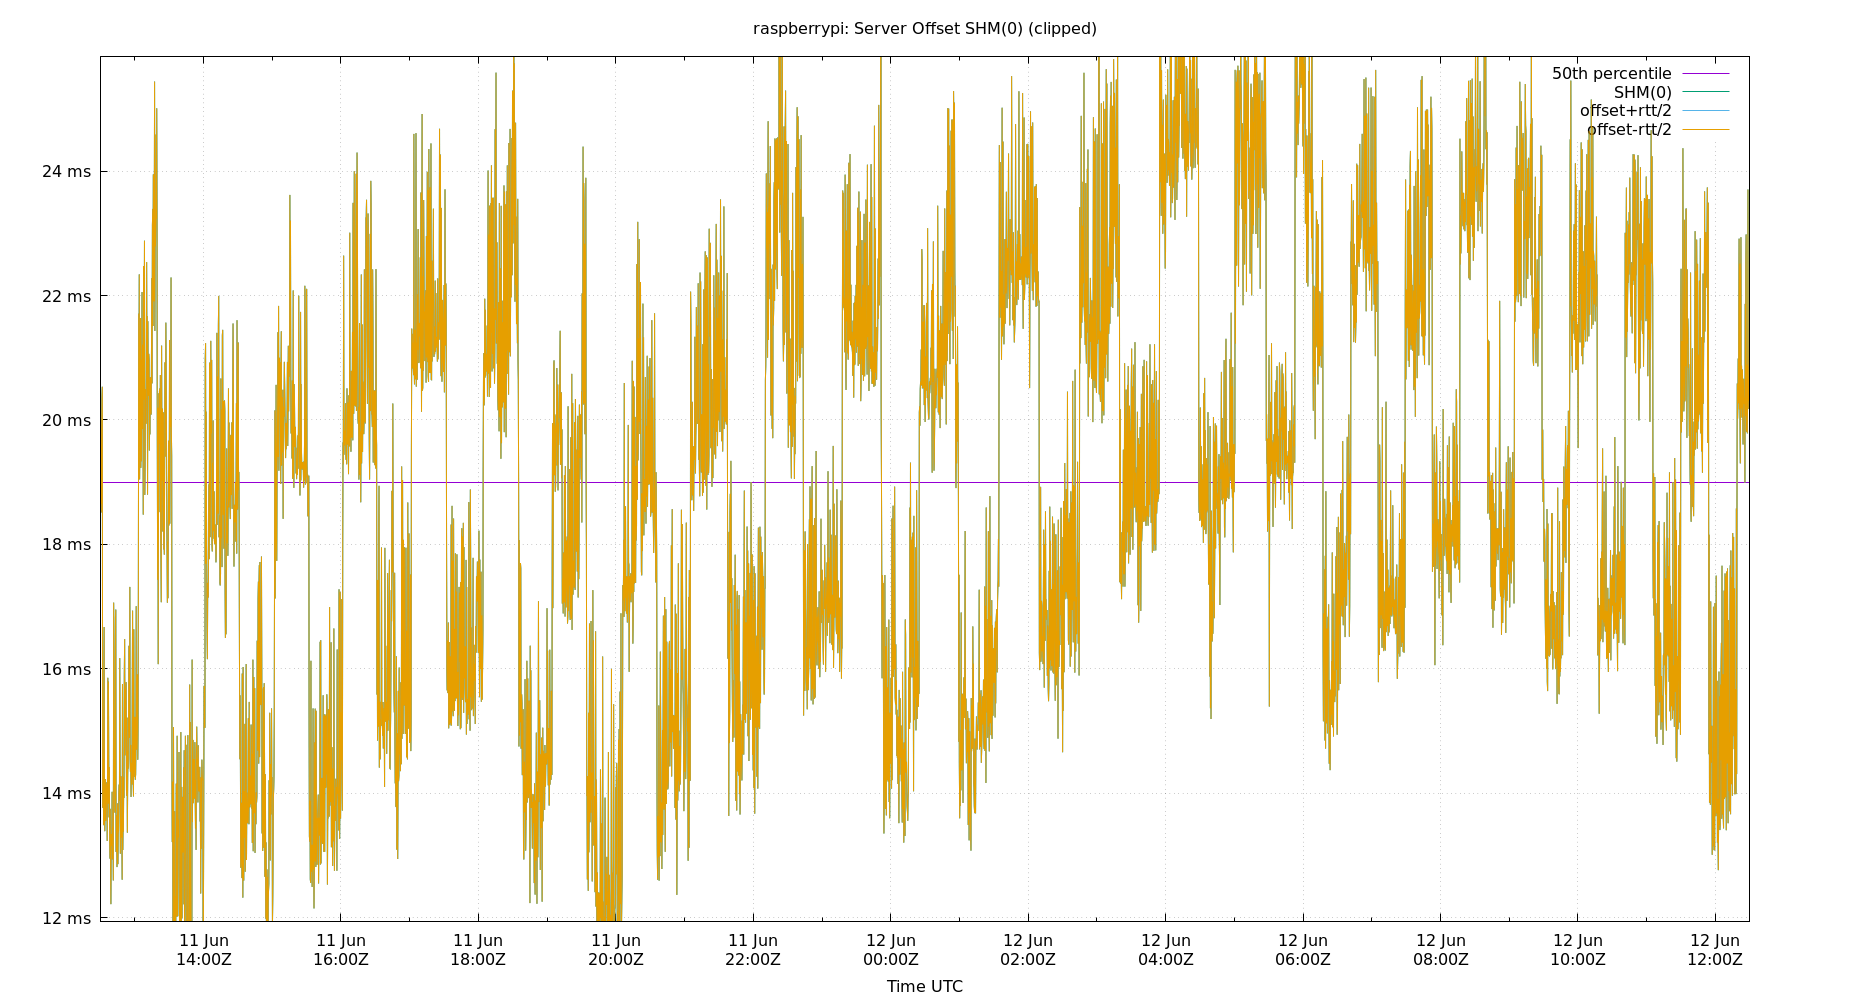 raspberrypi: Server Offset SHM(0) (clipped)
50th percentile
SHM(0)
offset+rtt/2
offset-rtt/2
24 ms
22 ms
20 ms
18 ms
16 ms
14 ms
12 ms
11 Jun 11 Jun 11 Jun 11 Jun 11 Jun 12 Jun 12 Jun 12 Jun 12 Jun 12 Jun 12 Jun 12 Jun
14:00Z 16:00Z 18:00Z 20:00Z 22:00Z 00:00Z 02:00Z 04:00Z 06:00Z 08:00Z 10:00Z 12:00Z
Time UTC